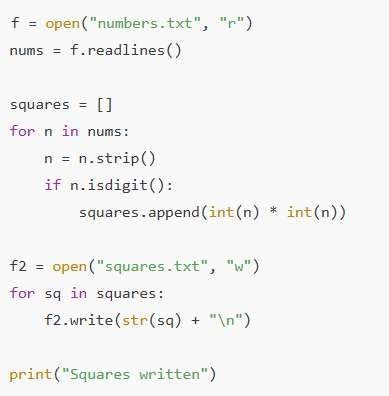 f = open("numbers.txt", "r")
nums = f.readlines()

squares = []
for n in nums:
    n = n.strip()
    if n.isdigit():
        squares.append(int(n) * int(n))

f2 = open("squares.txt", "w")
for sq in squares:
    f2.write(str(sq) + "\n")

print("Squares written")